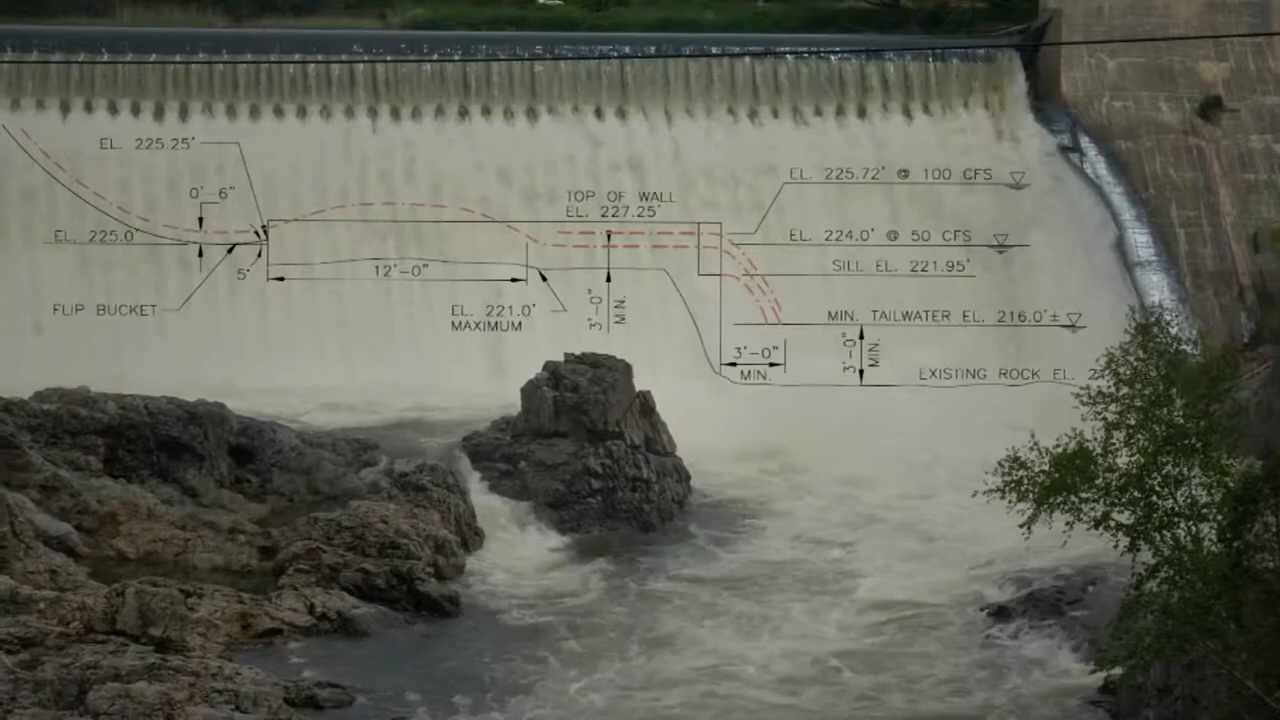 EL. 225.25'
0'-6"
EL. 225.0'
5'
FLIP BUCKET
12'-0"
TOP OF WALL
EL. 227.25'
EL. 221.0'
MAXIMUM
3'-0"
MIN.
EL. 225.72' @ 100 CFS
EL. 224.0' @ 50 CFS
SILL EL. 221.95'
MIN. TAILWATER EL. 216.0'±
3'-0"
MIN.
3'-0"
MIN.
EXISTING ROCK EL.